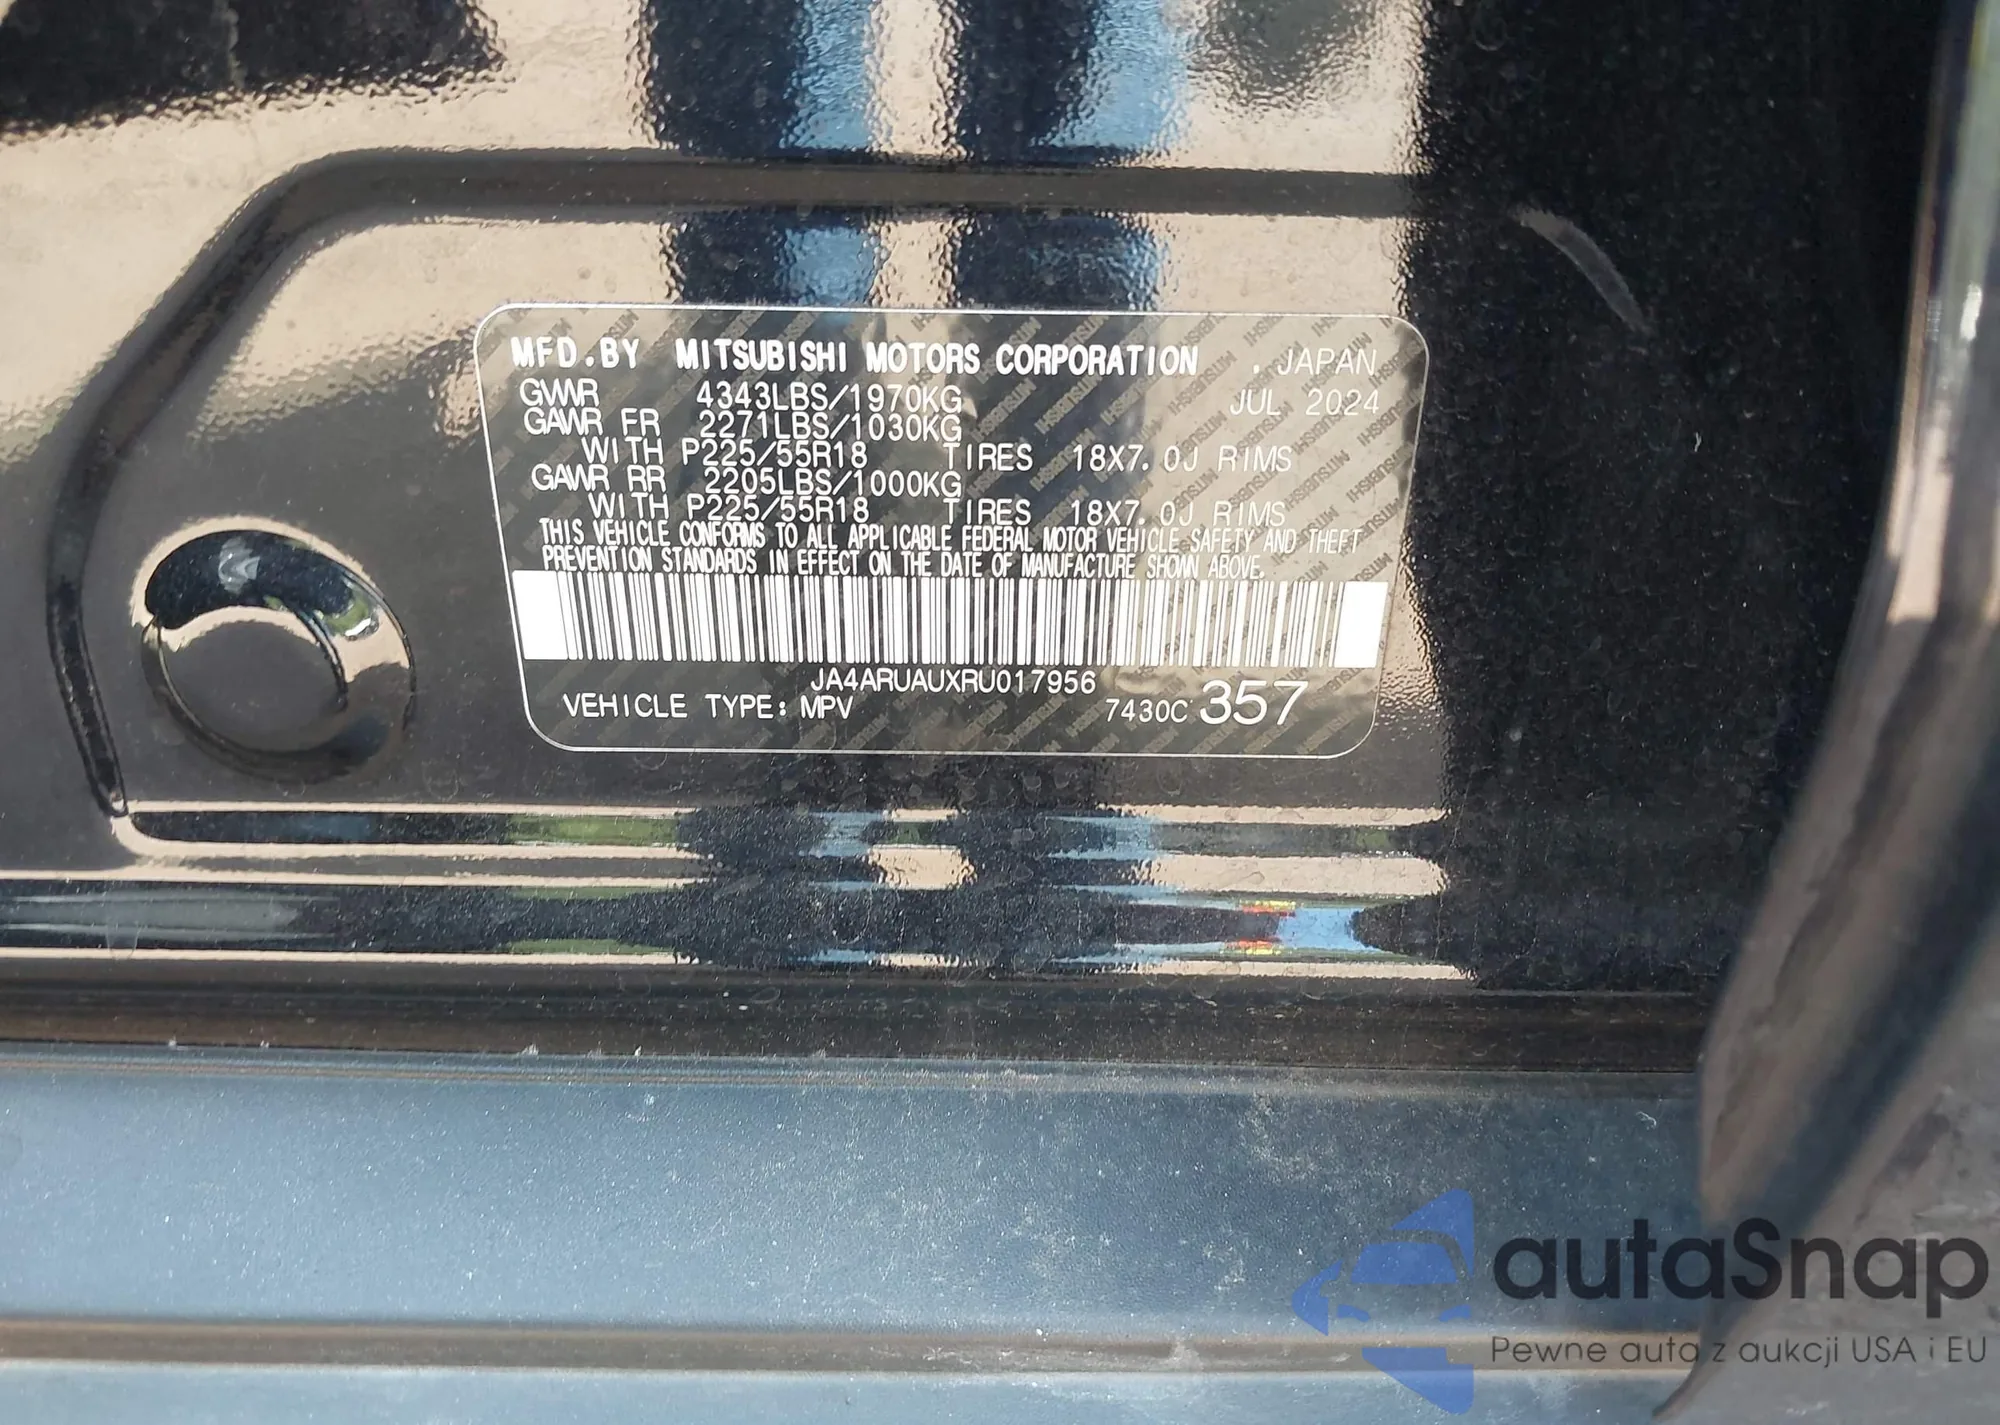 MFD.BY MITSUBISHI MOTORS CORPORATION . JAPAN
GWWR 4343LBS/1970KG JUL 2024
GAWR FR 2271LBS/1030KG
WITH P225/55R18 TIRES 18X7.0J RIMS
GAWR RR 2205LBS/1000KG
WITH P225/55R18 TIRES 18X7.0J RIMS
THIS VEHICLE CONFORMS TO ALL APPLICABLE FEDERAL MOTOR VEHICLE SAFETY AND THEFT
PREVENTION STANDARDS IN EFFECT ON THE DATE OF MANUFACTURE SHOWN ABOVE.
JA4ARUAUXRU017956
VEHICLE TYPE: MPV 7430C 357
autaSnap
Pewne auta z aukcji USA i EU